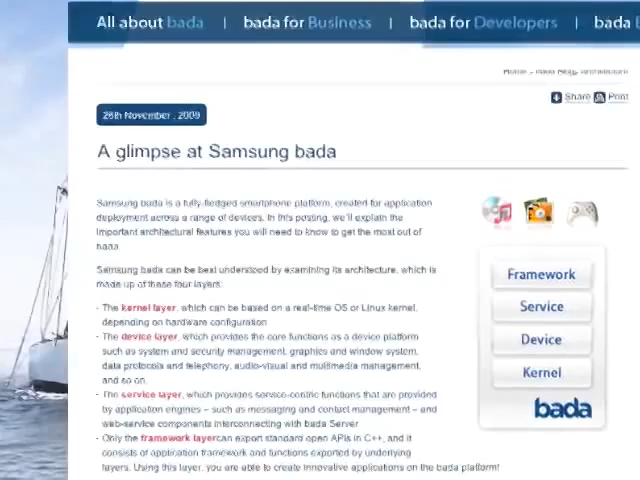 All about bada | bada for Business | bada for Developers | bada
Home
Share Print
26th November , 2009
A glimpse at Samsung bada
Samsung bada is a fully-fledged smartphone platform, created for application
deployment across a range of devices. In this posting, we'll explain the
important architectural features you will need to know to get the most out of
bada.
Samsung bada can be best understood by examining its architecture, which is
made up of these four layers:
- The kernel layer, which can be based on a real-time OS or Linux kernel,
depending on hardware configuration
- The device layer, which provides the core functions as a device platform
such as system and security management, graphics and window system,
data protocols and telephony, audio-visual and multimedia management,
and so on.
- The service layer, which provides service-centric functions that are provided
by application engines – such as messaging and contact management – and
web-service components interconnecting with bada Server
- Only the framework layercan export standard open APIs in C++, and it
consists of application framework and functions exported by underlying
layers. Using this layer, you are able to create innovative applications on the bada platform!
Framework
Service
Device
Kernel
bada